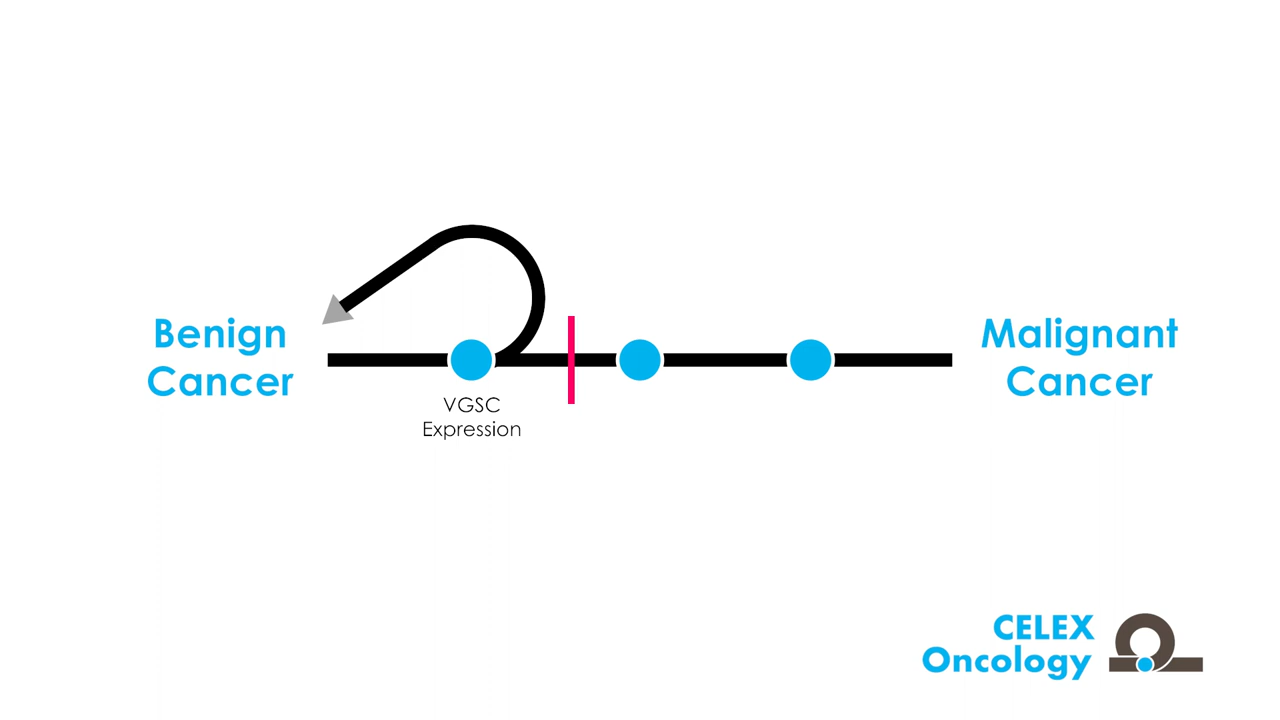 Benign
Cancer
VGSC
Expression
Malignant
Cancer
CELEX
Oncology